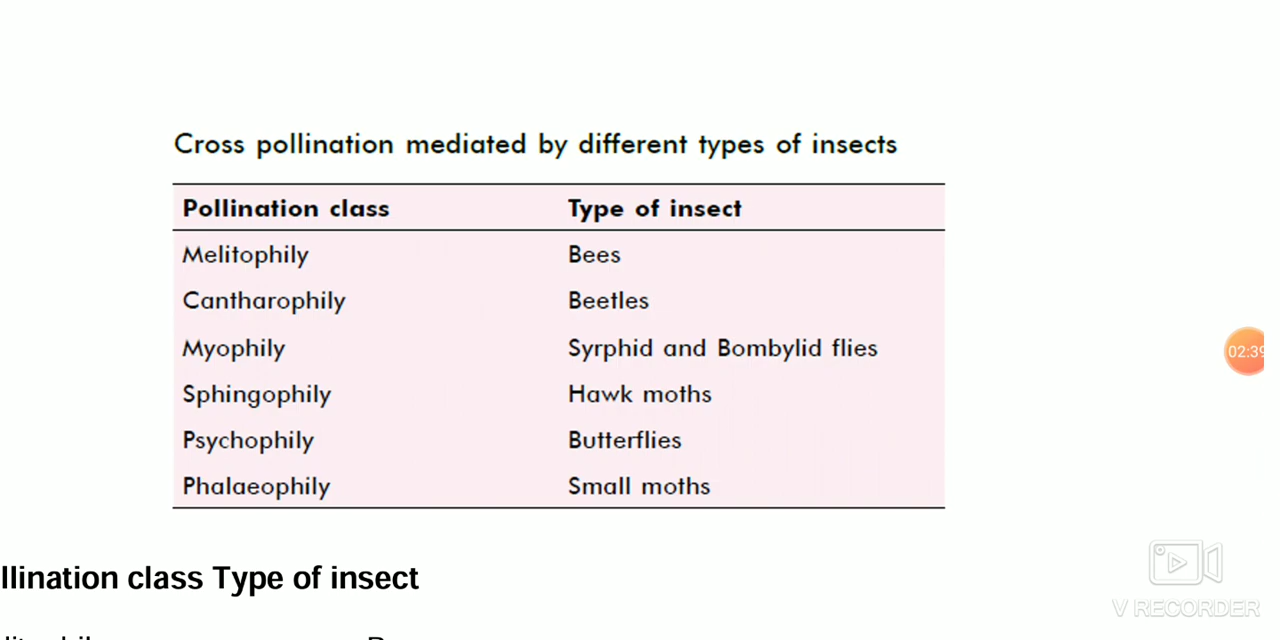 Cross pollination mediated by different types of insects
Pollination class Type of insect
Melitophily Bees
Cantharophily Beetles
Myophily Syrphid and Bombylid flies
Sphingophily Hawk moths
Psychophily Butterflies
Phalaeophily Small moths
02:39
V RECORDER
llination class Type of insect